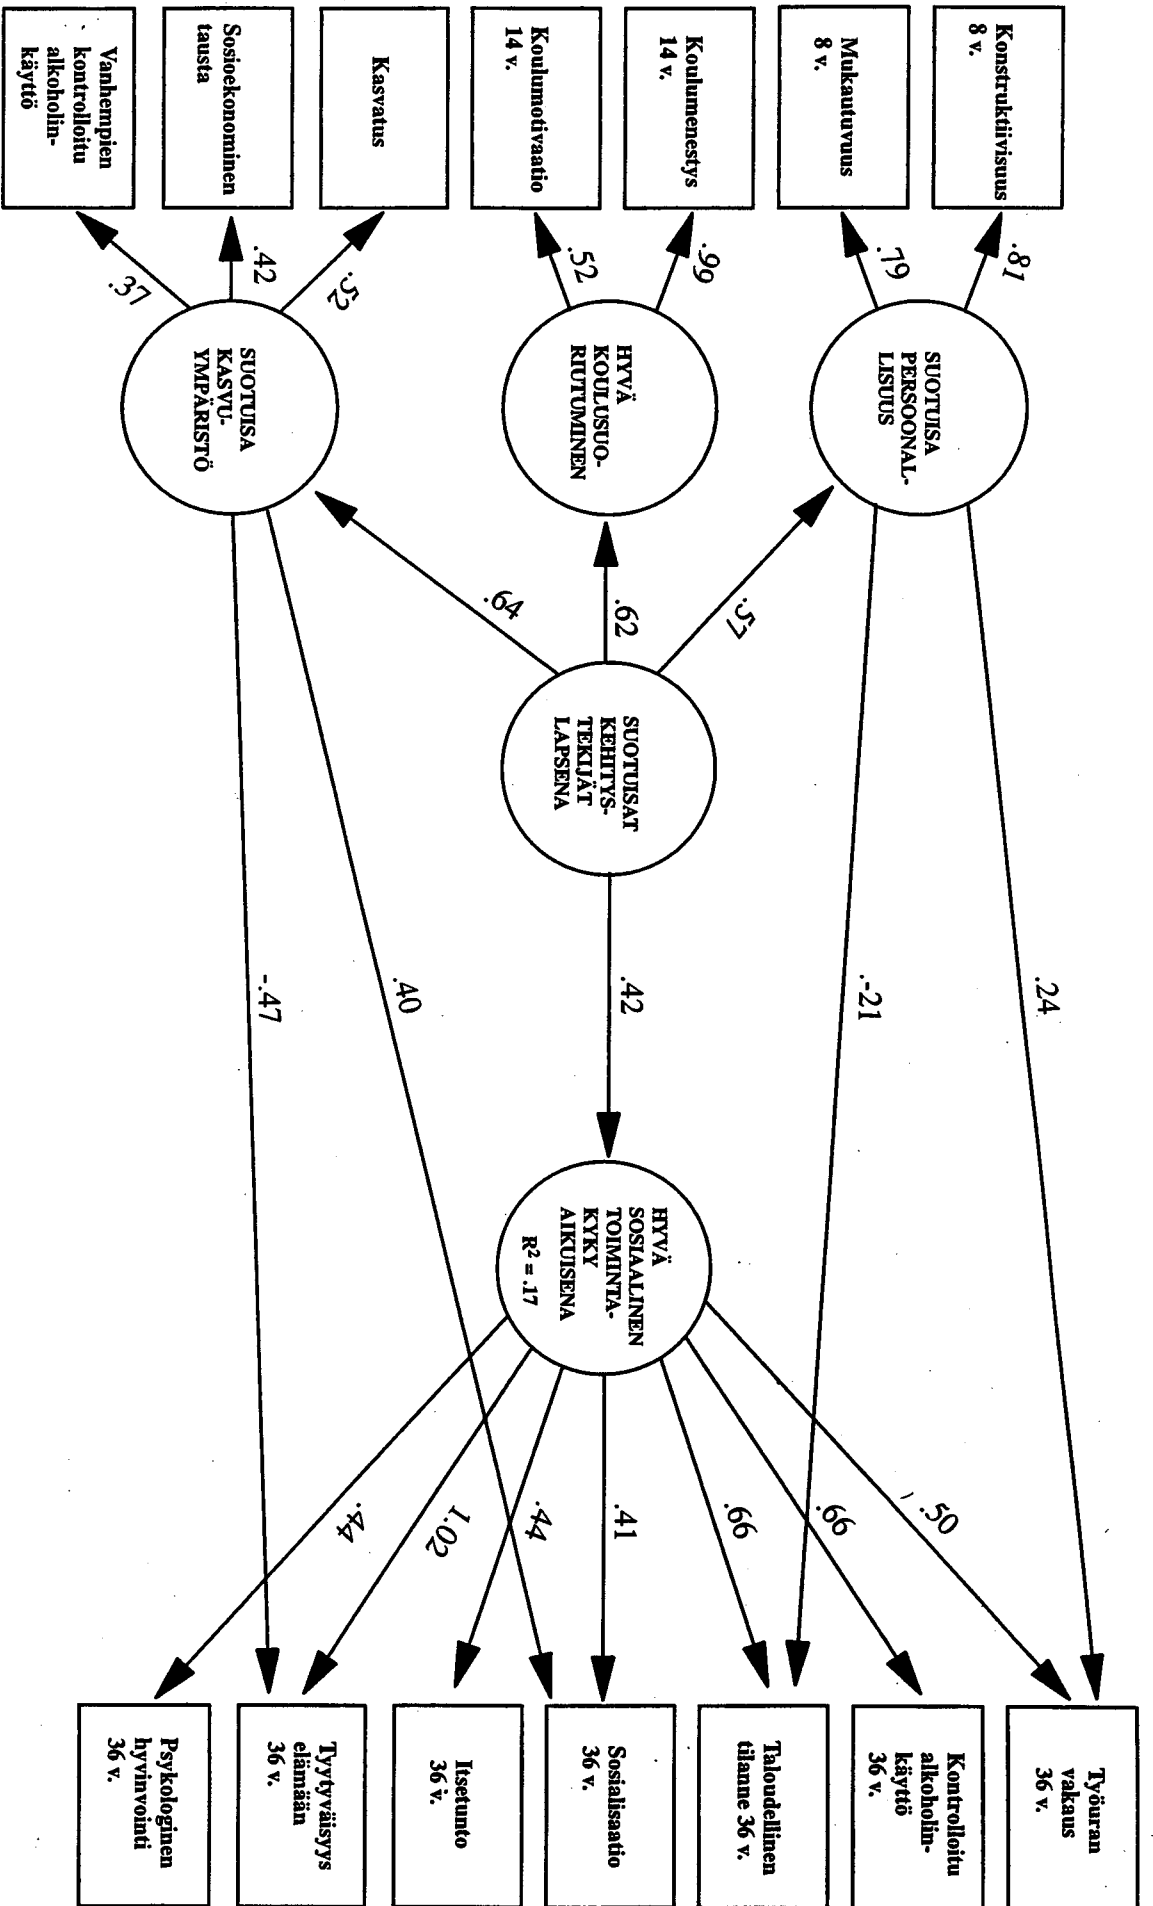 Konstruktiivisuus
8 v.
Mukautuvuus
8 v.
Koulumenestys
14 v.
Koulumotivaatio
14 v.
Kasvatus
Sosioekonominen
tausta
Vanhempien
kontrolloitu
alkoholin-
käyttö
.81
.79
.99
.52
.52
.42
.37
SUOTUISA
PERSOONAL-
LISUUS
HYVÄ
KOULUSUO-
RIUTUMINEN
SUOTUISA
KASVU-
YMPÄRISTÖ
.57
.62
.64
SUOTUISAT
KEHITYS-
TEKIJÄT
LAPSENA
.24
.-21
.42
.40
-.47
HYVÄ
SOSIAALINEN
TOIMINTA-
KYKY
AIKUISENA
R² = .17
.50
.66
.66
.41
.44
1.02
.44
Työuran
vakaus
36 v.
Kontrolloitu
alkoholin-
käyttö
36 v.
Taloudellinen
tilanne 36 v.
Sosialisaatio
36 v.
Itsetunto
36 v.
Tyytyväisyys
elämään
36 v.
Psykologinen
hyvinvointi
36 v.